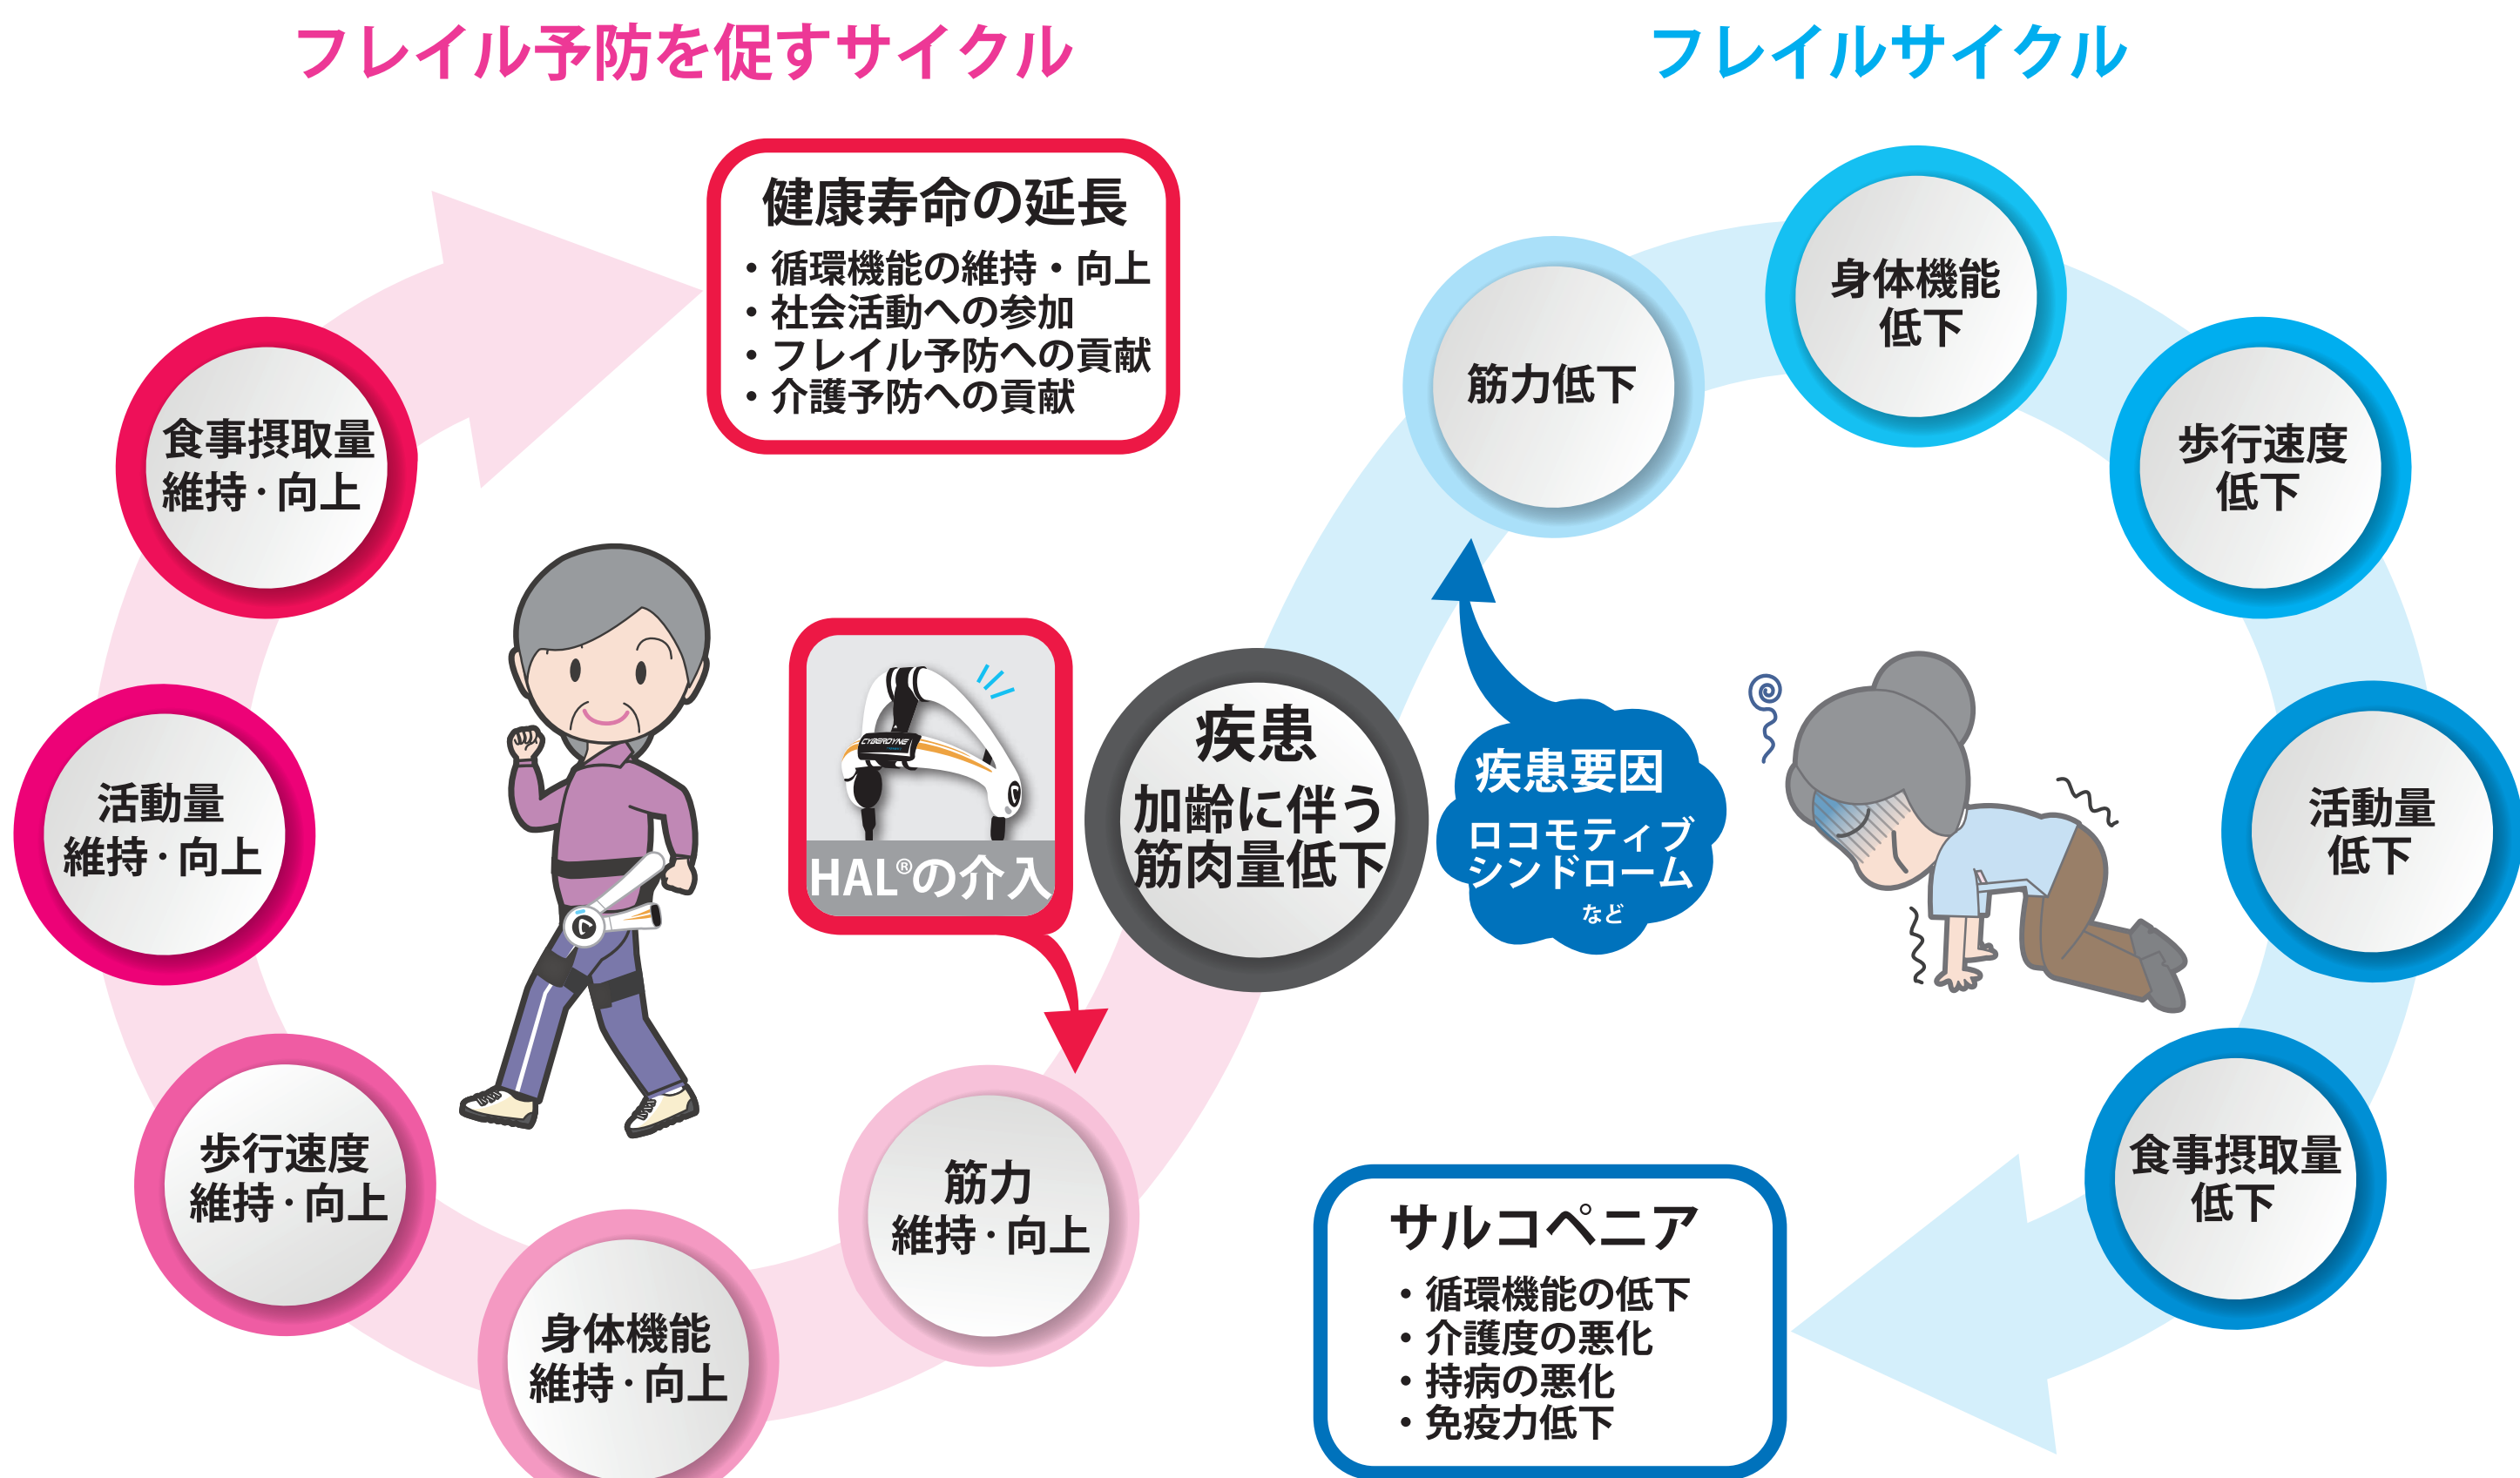 フレイル予防を促すサイクル
健康寿命の延長
・循環機能の維持・向上
・社会活動への参加
・フレイル予防への貢献
・介護予防への貢献
食事摂取量
維持・向上
活動量
維持・向上
歩行速度
維持・向上
身体機能
維持・向上
筋力
維持・向上
CYBERDYNE
HAL®の介入
疾患
加齢に伴う
筋肉量低下
フレイルサイクル
疾患要因
ロコモティブ
シンドローム
など
筋力低下
身体機能
低下
歩行速度
低下
活動量
低下
食事摂取量
低下
サルコペニア
・循環機能の低下
・介護度の悪化
・持病の悪化
・免疫力低下